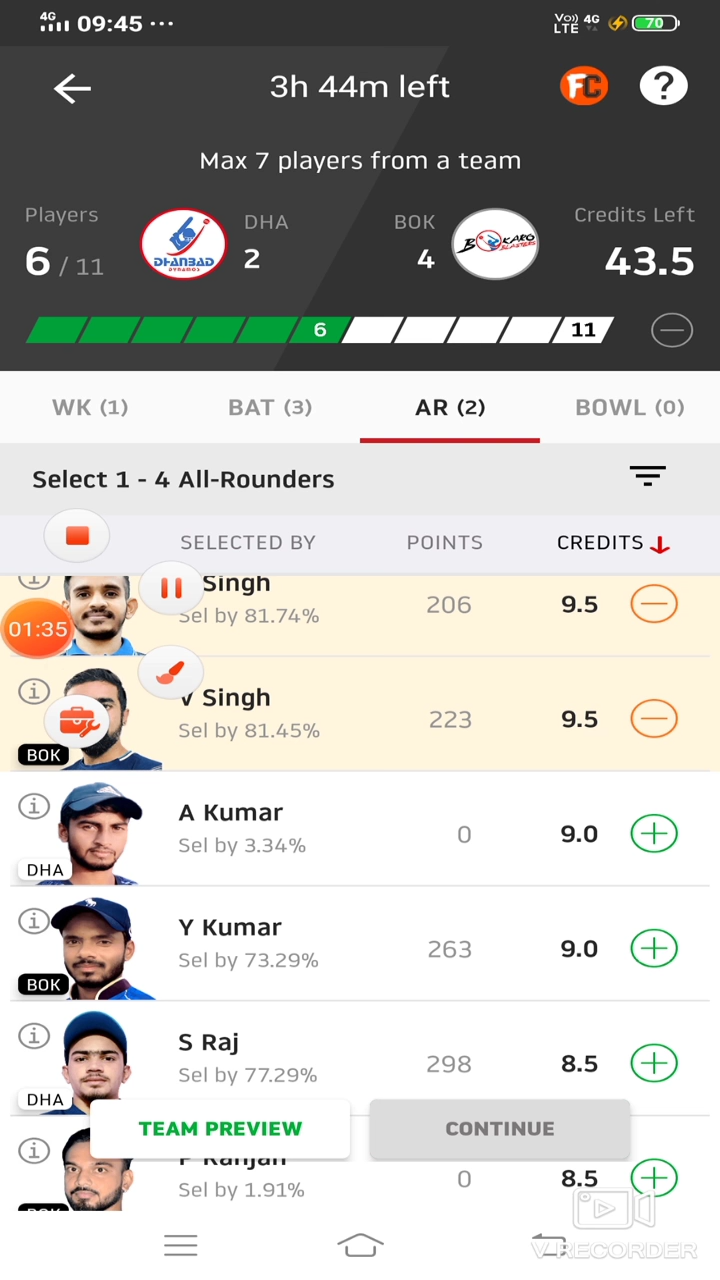 4G 09:45 ...
Vo)) LTE 4G 70
3h 44m left
FC ?
Max 7 players from a team
Players DHA BOK Credits Left
6 / 11 DHANBAD DYNAMOS 2 4 BOKARO BLASTERS 43.5
6 11
WK (1) BAT (3) AR (2) BOWL (0)
Select 1 - 4 All-Rounders
SELECTED BY POINTS CREDITS
Singh
Sel by 81.74% 206 9.5
01:35
V Singh
Sel by 81.45% 223 9.5
BOK
A Kumar
Sel by 3.34% 0 9.0
DHA
Y Kumar
Sel by 73.29% 263 9.0
BOK
S Raj
Sel by 77.29% 298 8.5
DHA
TEAM PREVIEW CONTINUE
Ranjan
Sel by 1.91% 0 8.5
BOK
V RECORDER